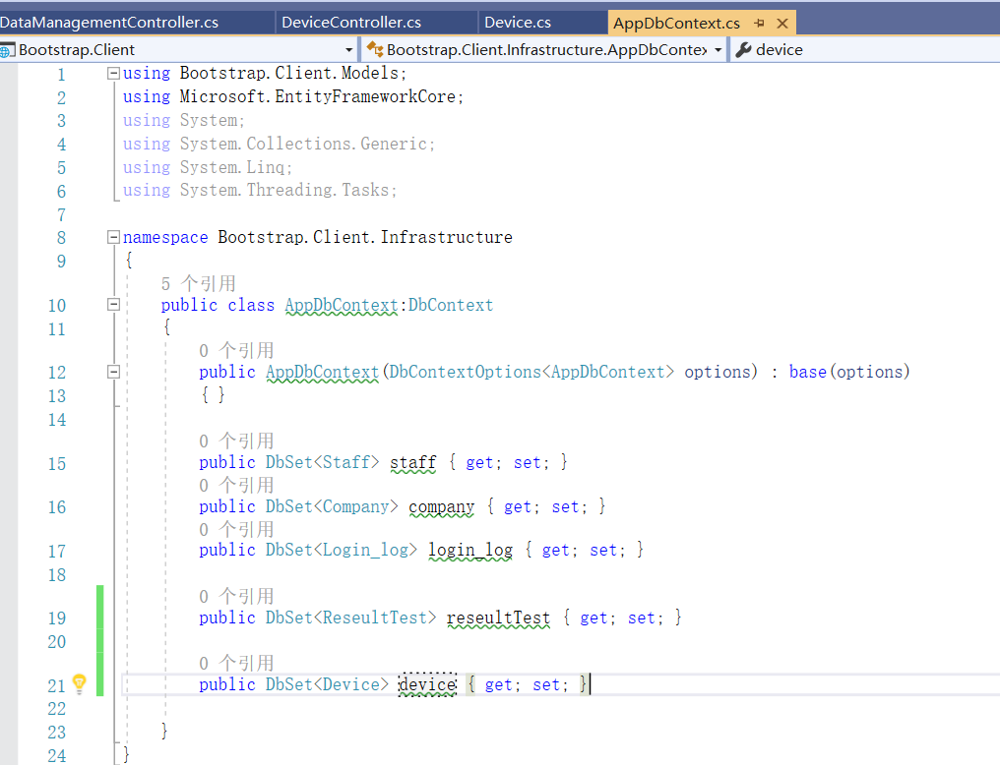 DataManagementController.cs DeviceController.cs Device.cs AppDbContext.cs
Bootstrap.Client Bootstrap.Client.Infrastructure.AppDbContex device
1 using Bootstrap.Client.Models;
2 using Microsoft.EntityFrameworkCore;
3 using System;
4 using System.Collections.Generic;
5 using System.Linq;
6 using System.Threading.Tasks;
7
8 namespace Bootstrap.Client.Infrastructure
9 {
5 个引用
10 public class AppDbContext:DbContext
11 {
0 个引用
12 public AppDbContext(DbContextOptions<AppDbContext> options) : base(options)
13 { }
14
0 个引用
15 public DbSet<Staff> staff { get; set; }
0 个引用
16 public DbSet<Company> company { get; set; }
0 个引用
17 public DbSet<Login_log> login_log { get; set; }
18
0 个引用
19 public DbSet<ReseultTest> reseultTest { get; set; }
20
0 个引用
21 public DbSet<Device> device { get; set; }
22
23 }
24 }